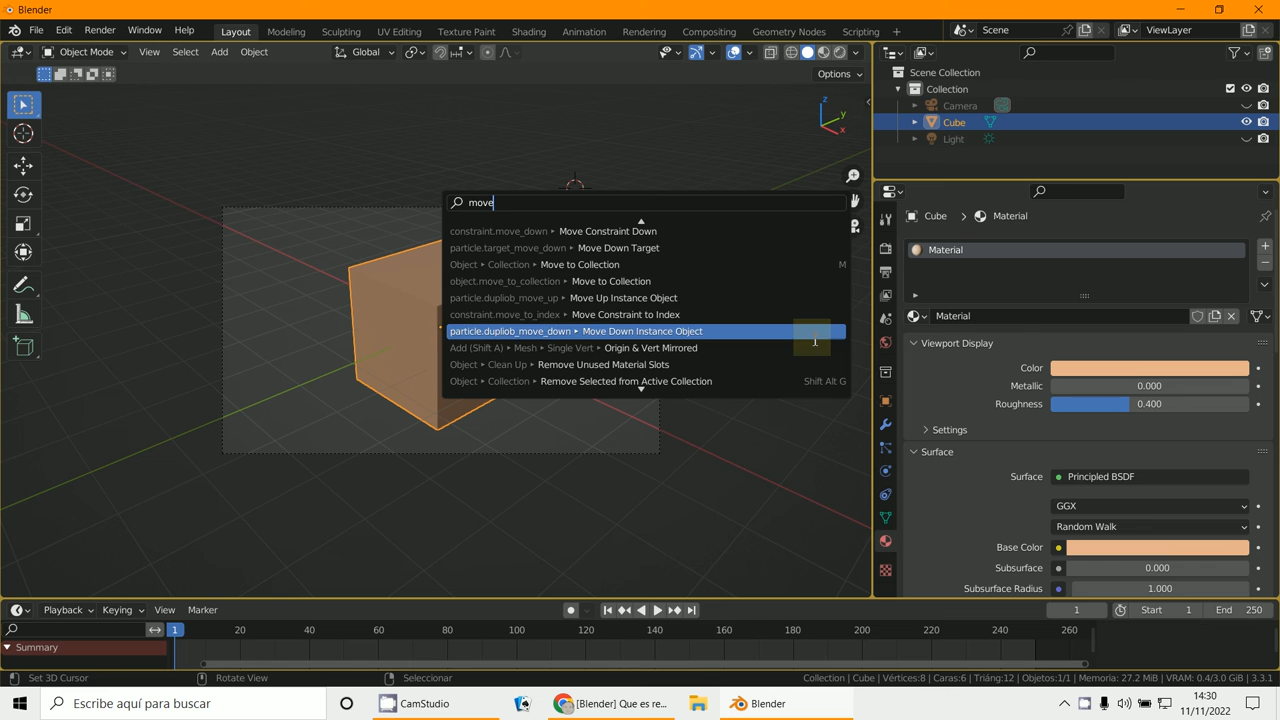 Blender
File Edit Render Window Help Layout Modeling Sculpting UV Editing Texture Paint Shading Animation Rendering Compositing Geometry Nodes Scripting + Scene ViewLayer
Object Mode View Select Add Object Global
Options
Scene Collection
Collection
Camera
Cube
Light
z
y
x
move
constraint.move_down ▸ Move Constraint Down
particle.target_move_down ▸ Move Down Target
Object ▸ Collection ▸ Move to Collection M
object.move_to_collection ▸ Move to Collection
particle.dupliob_move_up ▸ Move Up Instance Object
constraint.move_to_index ▸ Move Constraint to Index
particle.dupliob_move_down ▸ Move Down Instance Object
Add (Shift A) ▸ Mesh ▸ Single Vert ▸ Origin & Vert Mirrored
Object ▸ Clean Up ▸ Remove Unused Material Slots
Object ▸ Collection ▸ Remove Selected from Active Collection Shift Alt G
Cube > Material
Material
Material
Viewport Display
Color
Metallic 0.000
Roughness 0.400
Settings
Surface
Surface Principled BSDF
GGX
Random Walk
Base Color
Subsurface 0.000
Subsurface Radius 1.000
Playback Keying View Marker 1 Start 1 End 250
1 20 40 60 80 100 120 140 160 180 200 220 240 260
Summary
Set 3D Cursor Rotate View Seleccionar Collection | Cube | Vértices:8 | Caras:6 | Triáng:12 | Objetos:1/1 | Memoria: 27.2 MiB | VRAM: 0.4/3.0 GiB | 3.3.1
Escribe aquí para buscar CamStudio [Blender] Que es re... Blender 14:30
11/11/2022